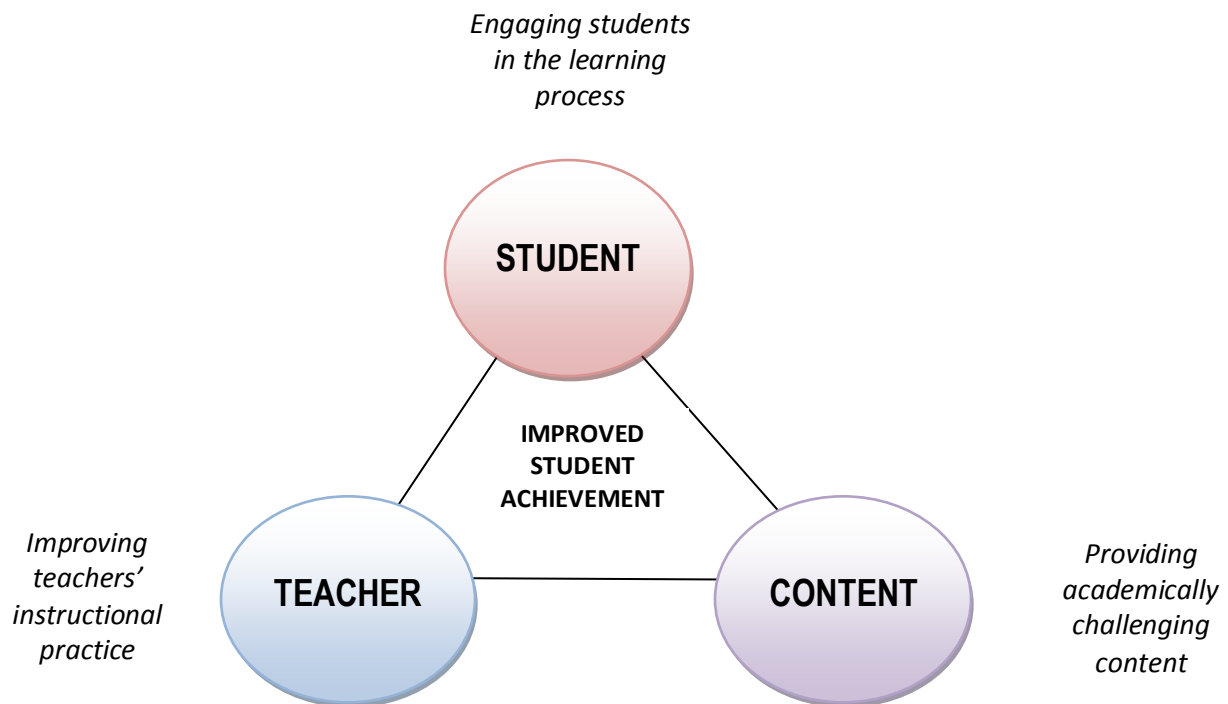 Engaging students
in the learning
process
STUDENT
IMPROVED
STUDENT
ACHIEVEMENT
TEACHER
CONTENT
Improving
teachers’
instructional
practice
Providing
academically
challenging
content